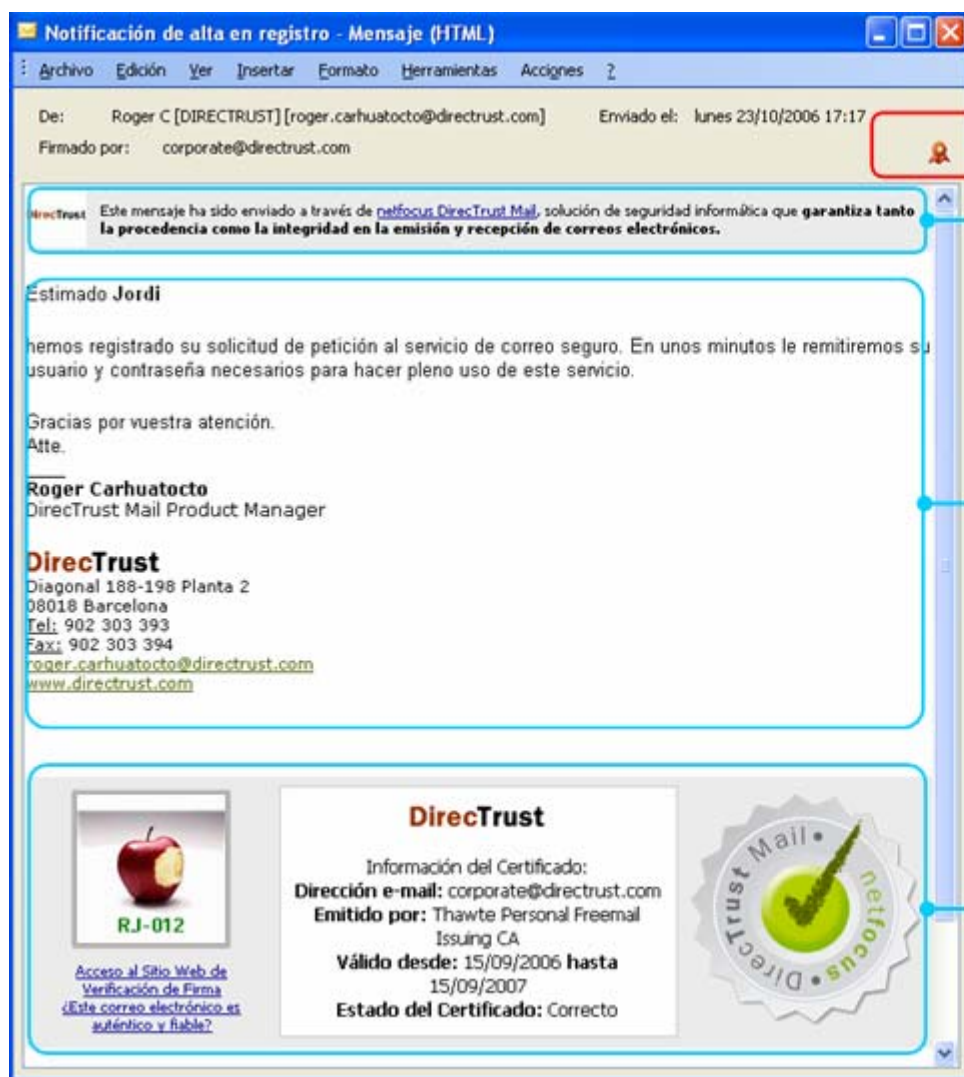 Notificación de alta en registro - Mensaje (HTML)
Archivo Edición Ver Insertar Formato Herramientas Acciones ?
De: Roger C [DIRECTRUST] [roger.carhuatocto@directrust.com] Enviado el: lunes 23/10/2006 17:17
Firmado por: corporate@directrust.com
DirecTrust
Este mensaje ha sido enviado a través de netfocus DirecTrust Mail, solución de seguridad informática que garantiza tanto
la procedencia como la integridad en la emisión y recepción de correos electrónicos.
Estimado Jordi
hemos registrado su solicitud de petición al servicio de correo seguro. En unos minutos le remitiremos su
usuario y contraseña necesarios para hacer pleno uso de este servicio.
Gracias por vuestra atención.
Atte.
Roger Carhuatocto
DirecTrust Mail Product Manager
DirecTrust
Diagonal 188-198 Planta 2
08018 Barcelona
Tel: 902 303 393
Fax: 902 303 394
roger.carhuatocto@directrust.com
www.directrust.com
RJ-012
Acceso al Sitio Web de
Verificación de Firma
¿Este correo electrónico es
auténtico y fiable?
DirecTrust
Información del Certificado:
Dirección e-mail: corporate@directrust.com
Emitido por: Thawte Personal Freemail
Issuing CA
Válido desde: 15/09/2006 hasta
15/09/2007
Estado del Certificado: Correcto
DirecTrust Mail • netfocus •